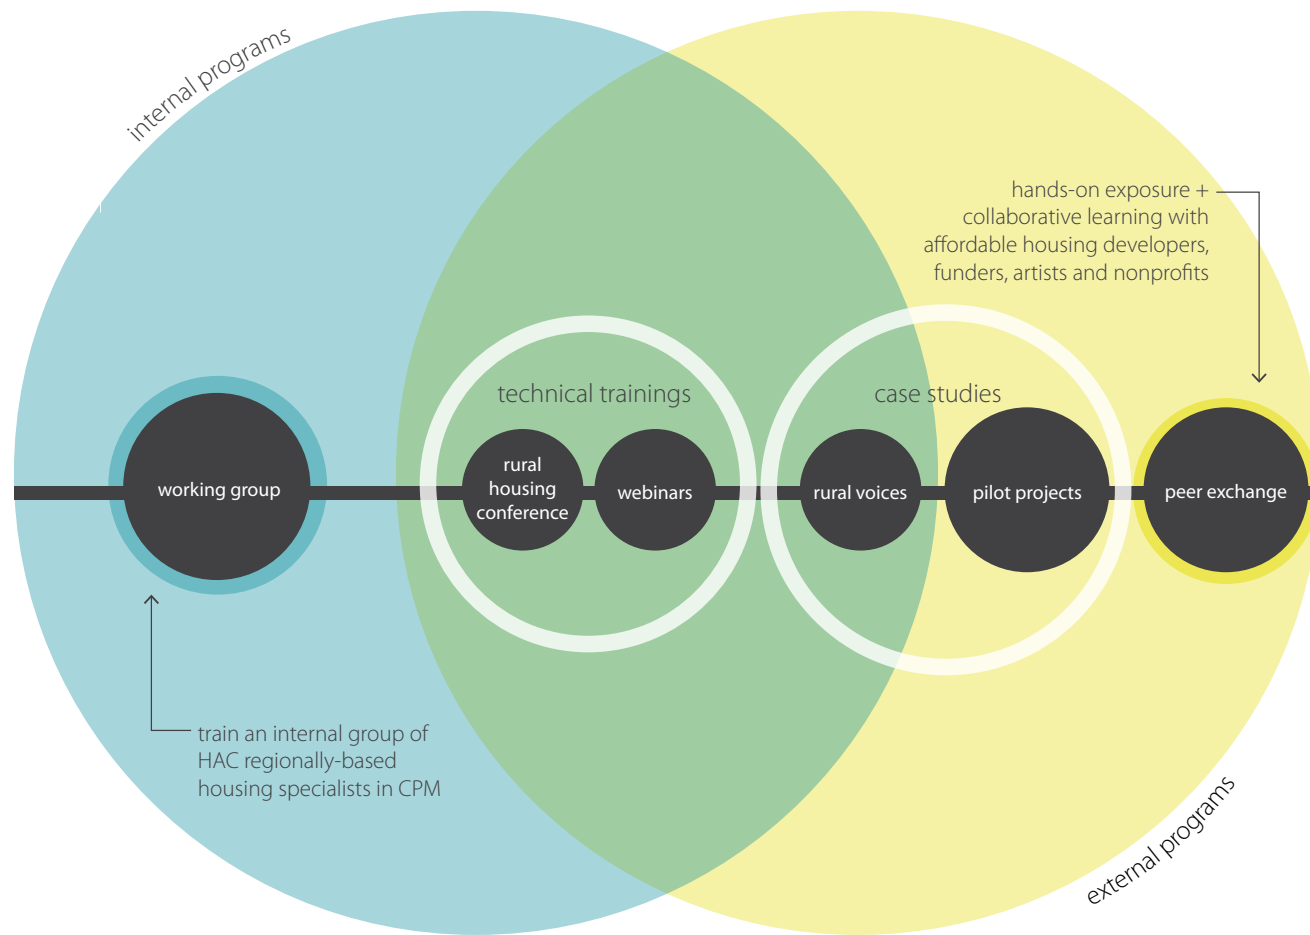 internal programs
hands-on exposure +
collaborative learning with
affordable housing developers,
funders, artists and nonprofits
technical trainings
case studies
working group
rural
housing
conference
webinars
rural voices
pilot projects
peer exchange
train an internal group of
HAC regionally-based
housing specialists in CPM
external programs